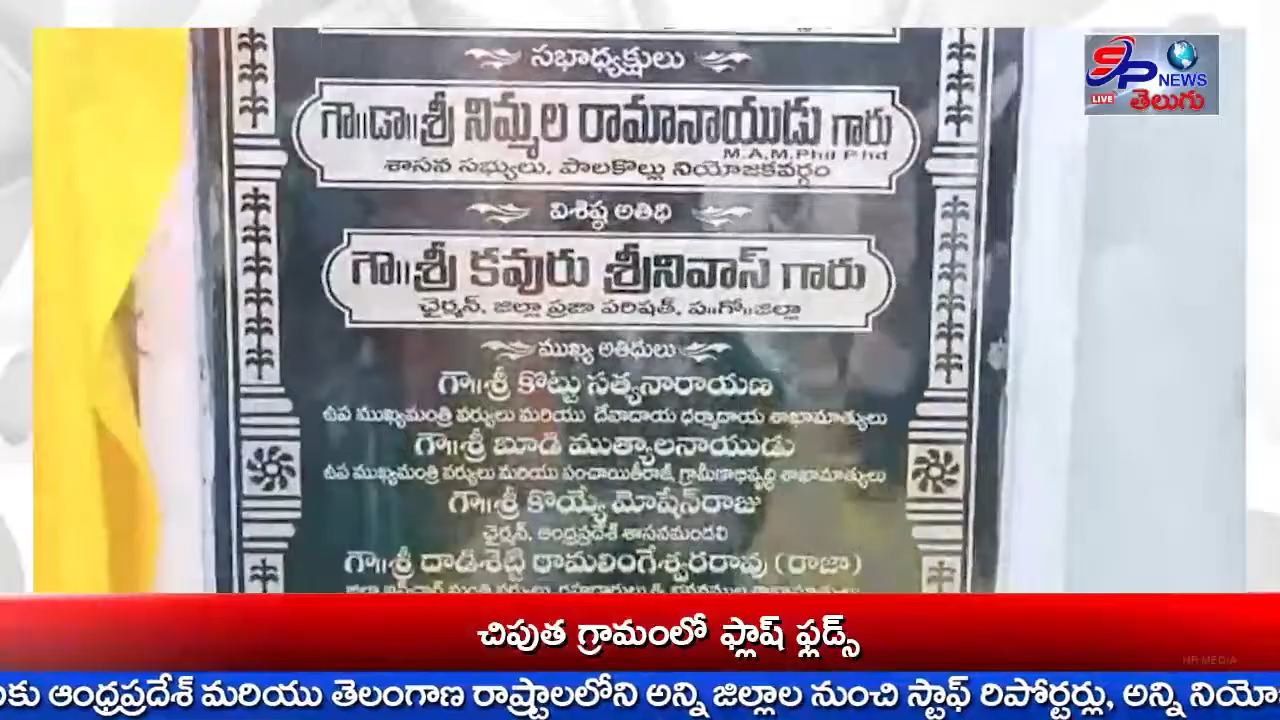 సభాధ్యక్షులు
గౌ॥డా॥శ్రీ నిమ్మల రామానాయుడు గారు
M.A,M.Phil P.hd
శాసన సభ్యులు, పాలకొల్లు నియోజకవర్గం
విశిష్ఠ అతిధి
గౌ॥శ్రీ కవురు శ్రీనివాస్ గారు
ఛైర్మన్, జిల్లా ప్రజా పరిషత్, ప॥గో॥జిల్లా
ముఖ్య అతిధులు
గౌ॥శ్రీ కొట్టు సత్యనారాయణ
ఉప ముఖ్యమంత్రి వర్యులు మరియు దేవాదాయ ధర్మాదాయ శాఖామాత్యులు
గౌ॥శ్రీ బూడి ముత్యాలనాయుడు
ఉప ముఖ్యమంత్రి వర్యులు మరియు పంచాయితీరాజ్, గ్రామీణాభివృద్ధి శాఖామాత్యులు
గౌ॥శ్రీ కొయ్యే మోషేన్‌రాజు
ఛైర్మన్, ఆంధ్రప్రదేశ్ శాసనమండలి
గౌ॥శ్రీ దాడిశెట్టి రామలింగేశ్వరరావు (రాజా)
SP NEWS
LIVE తెలుగు
చిపుత గ్రామంలో ఫ్లాష్ ఫ్లడ్స్
HR MEDIA
కు ఆంధ్రప్రదేశ్ మరియు తెలంగాణ రాష్ట్రాలలోని అన్ని జిల్లాల నుంచి స్టాఫ్ రిపోర్టర్లు, అన్ని నియో